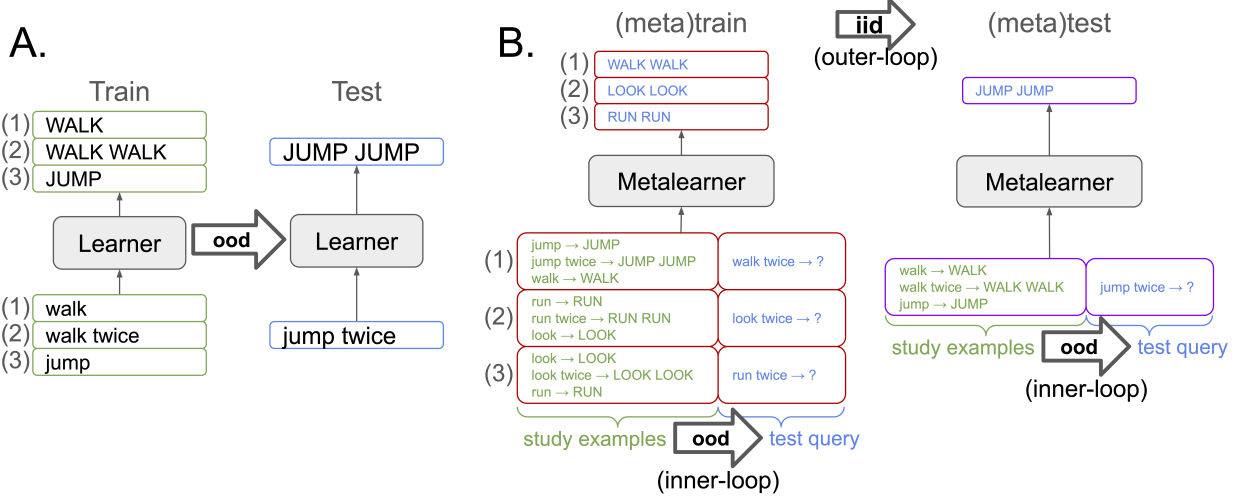 A.
Train
Test
(1) WALK
(2) WALK WALK
(3) JUMP
JUMP JUMP
Learner
ood
Learner
(1) walk
(2) walk twice
(3) jump
jump twice
B.
(meta)train
iid
(outer-loop)
(meta)test
(1) WALK WALK
(2) LOOK LOOK
(3) RUN RUN
JUMP JUMP
Metalearner
Metalearner
(1)
jump → JUMP
jump twice → JUMP JUMP
walk → WALK
walk twice → ?
(2)
run → RUN
run twice → RUN RUN
look → LOOK
look twice → ?
(3)
look → LOOK
look twice → LOOK LOOK
run → RUN
run twice → ?
study examples
ood
test query
(inner-loop)
walk → WALK
walk twice → WALK WALK
jump → JUMP
jump twice → ?
study examples
ood
test query
(inner-loop)